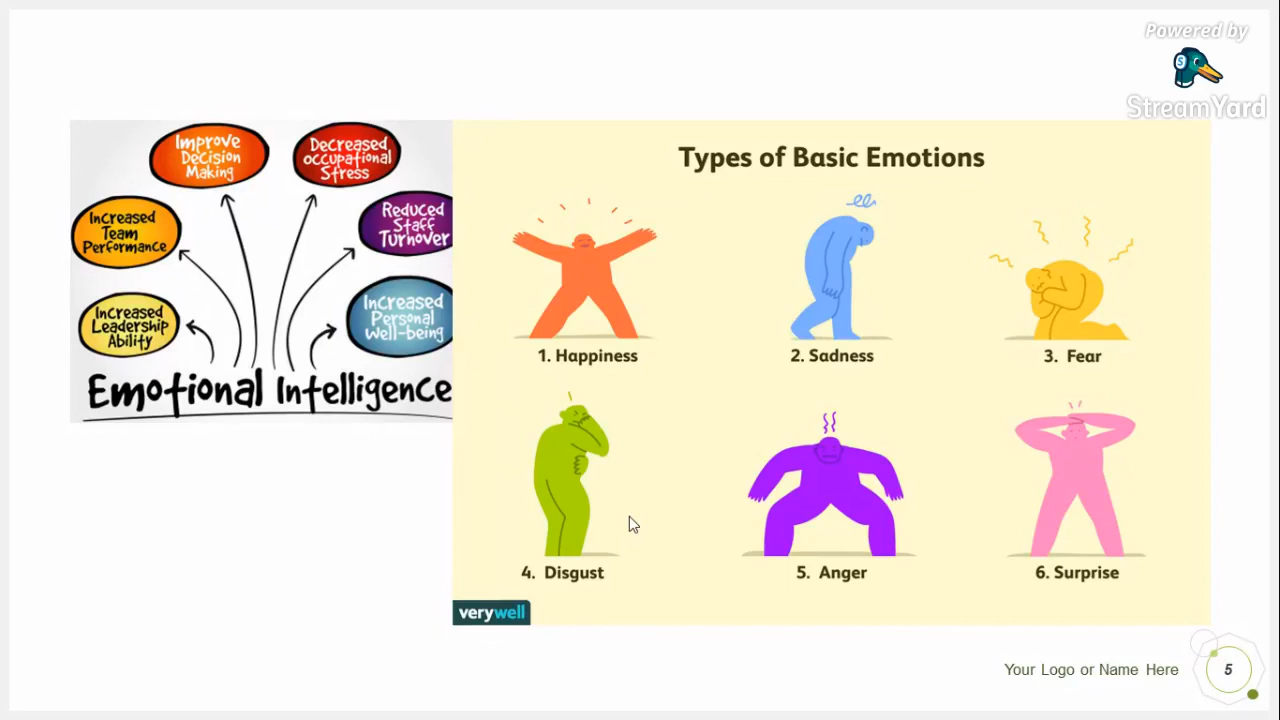 Powered by
StreamYard
Improve
Decision
Making
Decreased
Occupational
Stress
Increased
Team
Performance
Reduced
Staff
Turnover
Increased
Leadership
Ability
Increased
Personal
Well-being
Emotional Intelligence
Types of Basic Emotions
1. Happiness
2. Sadness
3. Fear
4. Disgust
5. Anger
6. Surprise
verywell
Your Logo or Name Here
5